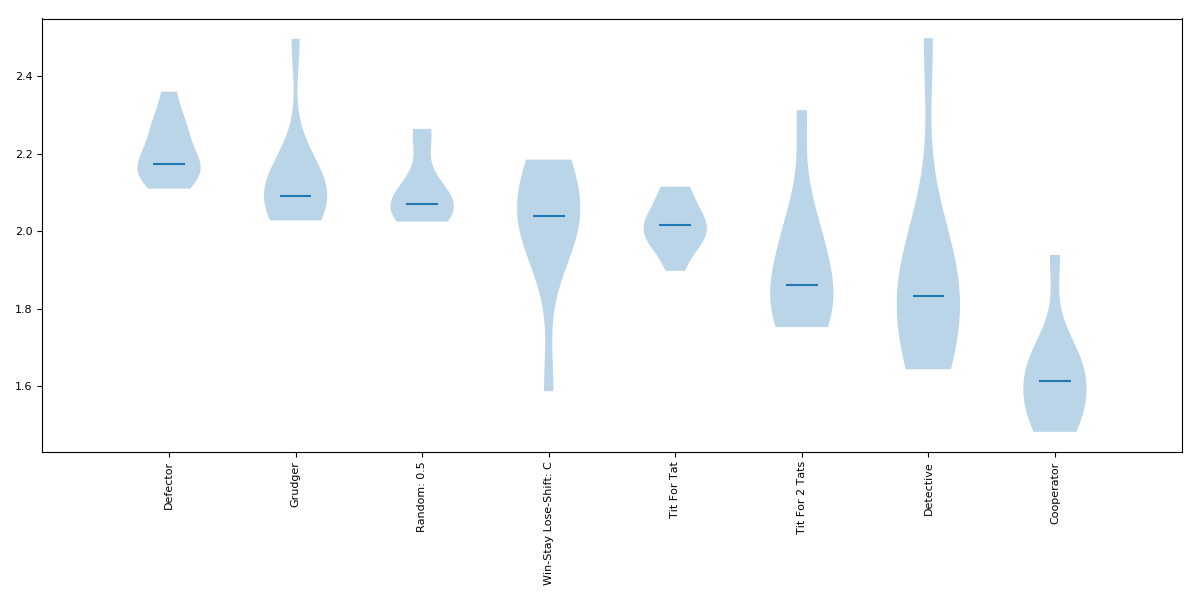 2.4
2.2
2.0
1.8
1.6
Defector
Grudger
Random: 0.5
Win-Stay Lose-Shift: C
Tit For Tat
Tit For 2 Tats
Detective
Cooperator